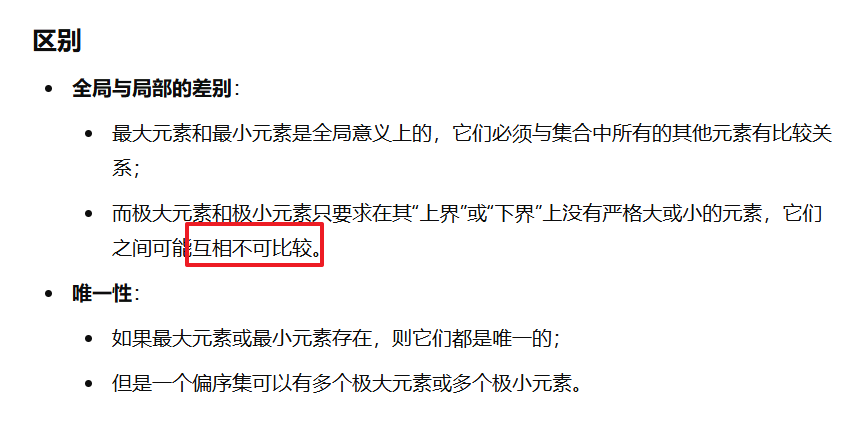 区别
全局与局部的差别：
最大元素和最小元素是全局意义上的，它们必须与集合中所有的其他元素有比较关
系；
而极大元素和极小元素只要求在其“上界”或“下界”上没有严格大或小的元素，它们
之间可能互相不可比较。
唯一性：
如果最大元素或最小元素存在，则它们都是唯一的；
但是一个偏序集可以有多个极大元素或多个极小元素。